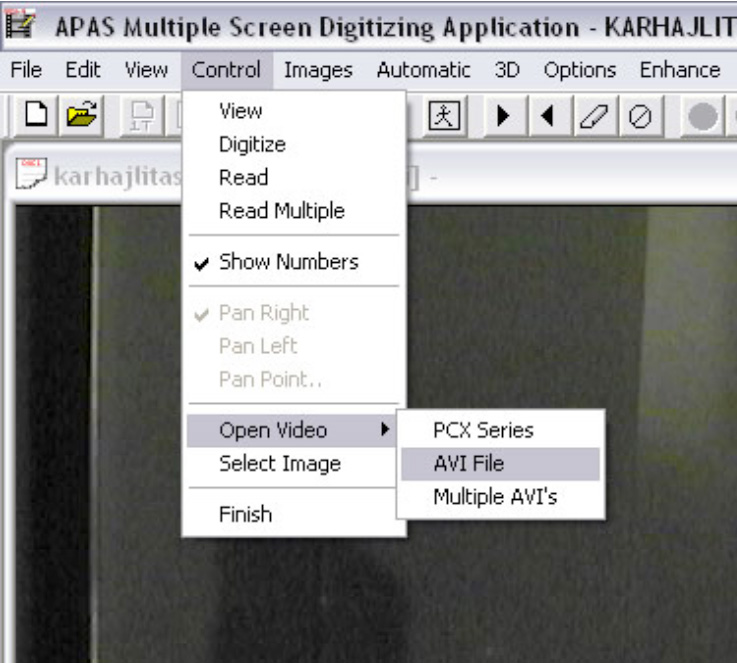 APAS Multiple Screen Digitizing Application - KARHAJLIT
File Edit View Control Images Automatic 3D Options Enhance
karhajlitas ] -
View
Digitize
Read
Read Multiple
Show Numbers
Pan Right
Pan Left
Pan Point..
Open Video
Select Image
Finish
PCX Series
AVI File
Multiple AVI's